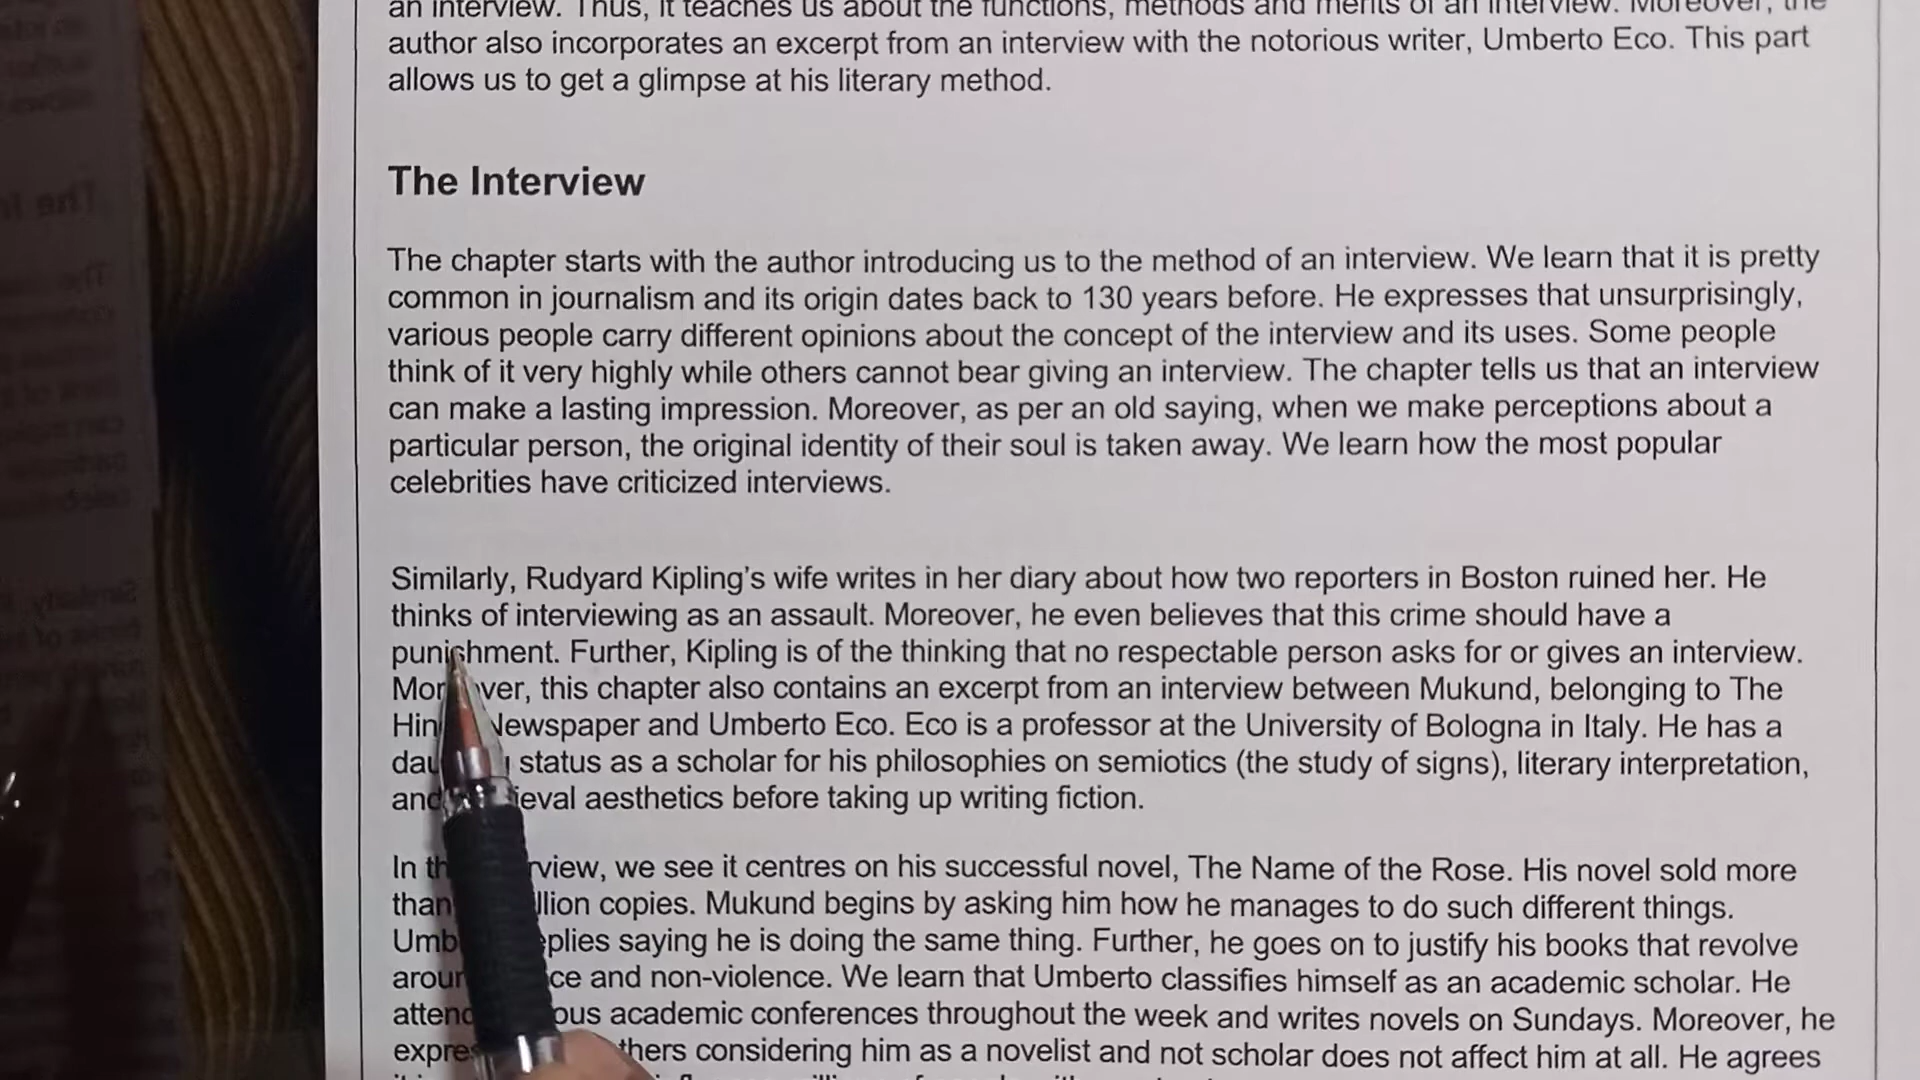 an interview. Thus, it teaches us about the functions, methods and merits of an interview. Moreover, the
author also incorporates an excerpt from an interview with the notorious writer, Umberto Eco. This part
allows us to get a glimpse at his literary method.
The Interview
The chapter starts with the author introducing us to the method of an interview. We learn that it is pretty
common in journalism and its origin dates back to 130 years before. He expresses that unsurprisingly,
various people carry different opinions about the concept of the interview and its uses. Some people
think of it very highly while others cannot bear giving an interview. The chapter tells us that an interview
can make a lasting impression. Moreover, as per an old saying, when we make perceptions about a
particular person, the original identity of their soul is taken away. We learn how the most popular
celebrities have criticized interviews.
Similarly, Rudyard Kipling’s wife writes in her diary about how two reporters in Boston ruined her. He
thinks of interviewing as an assault. Moreover, he even believes that this crime should have a
punishment. Further, Kipling is of the thinking that no respectable person asks for or gives an interview.
Moreover, this chapter also contains an excerpt from an interview between Mukund, belonging to The
Newspaper and Umberto Eco. Eco is a professor at the University of Bologna in Italy. He has a
status as a scholar for his philosophies on semiotics (the study of signs), literary interpretation,
and aesthetics before taking up writing fiction.
In we see it centres on his successful novel, The Name of the Rose. His novel sold more
than copies. Mukund begins by asking him how he manages to do such different things.
saying he is doing the same thing. Further, he goes on to justify his books that revolve
and non-violence. We learn that Umberto classifies himself as an academic scholar. He
academic conferences throughout the week and writes novels on Sundays. Moreover, he
considering him as a novelist and not scholar does not affect him at all. He agrees